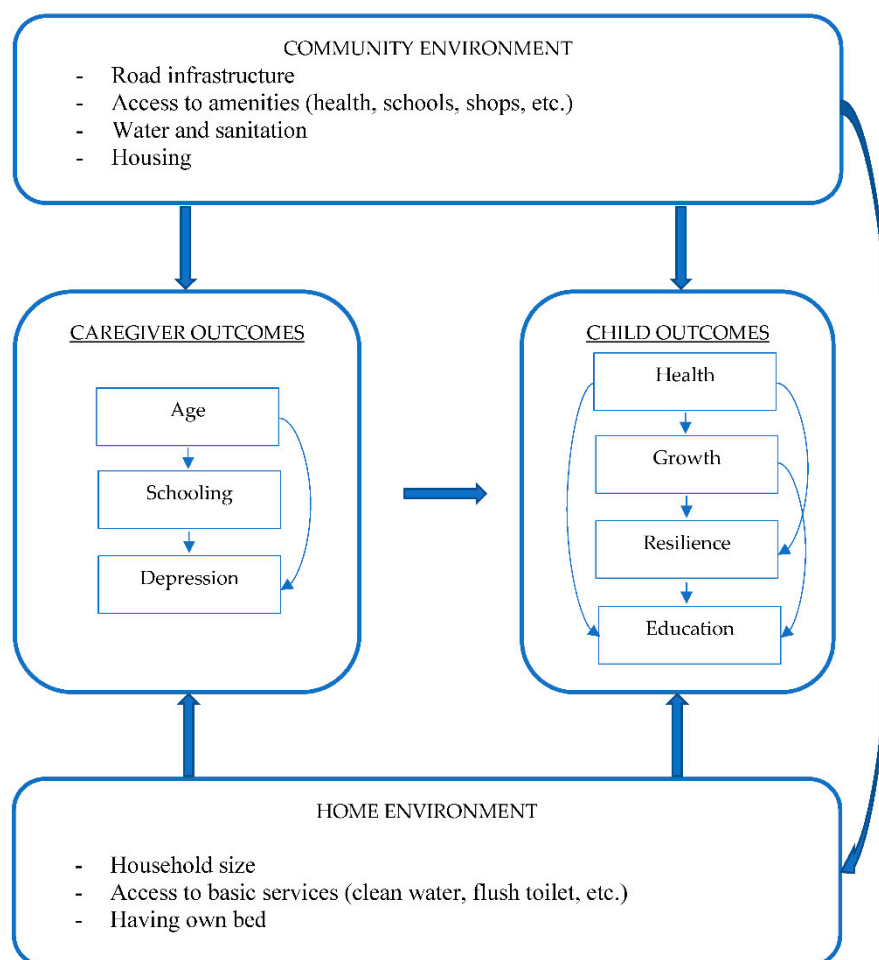 COMMUNITY ENVIRONMENT
- Road infrastructure
- Access to amenities (health, schools, shops, etc.)
- Water and sanitation
- Housing
CAREGIVER OUTCOMES
Age
Schooling
Depression
CHILD OUTCOMES
Health
Growth
Resilience
Education
HOME ENVIRONMENT
- Household size
- Access to basic services (clean water, flush toilet, etc.)
- Having own bed